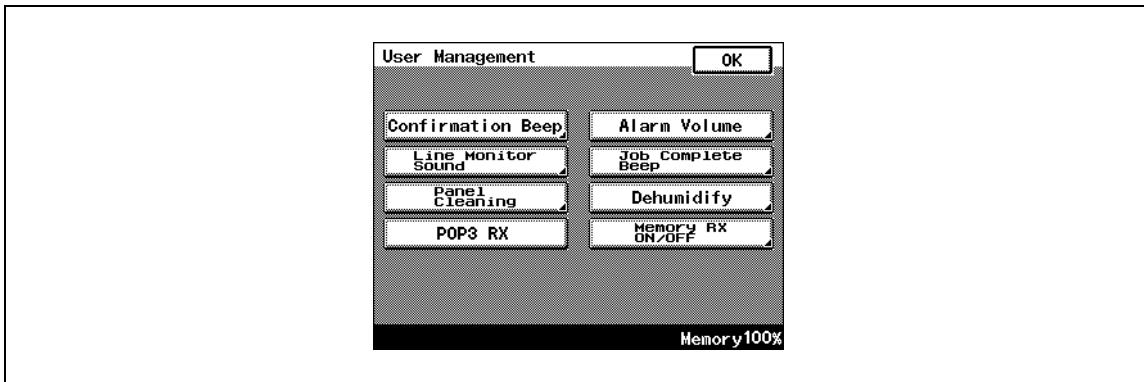 User Management
OK
Confirmation Beep
Alarm Volume
Line Monitor
Sound
Job Complete
Beep
Panel
Cleaning
Dehumidify
POP3 RX
Memory RX
ON/OFF
Memory100%